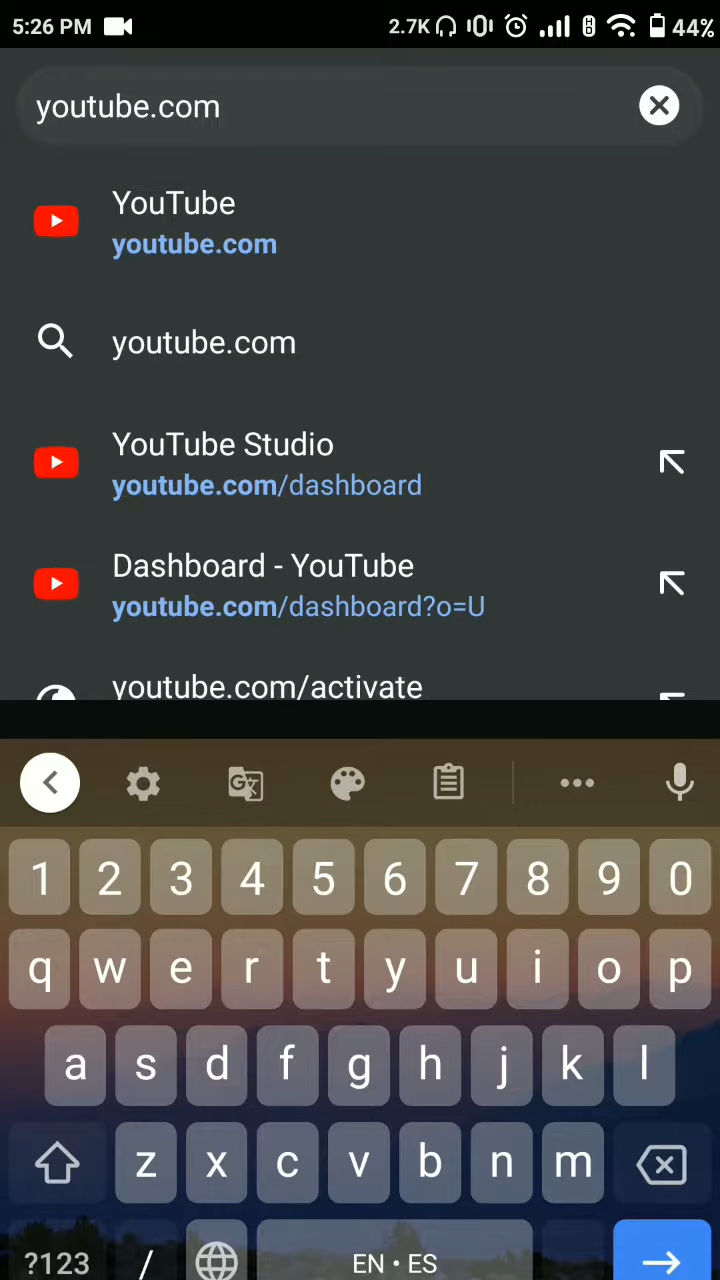 5:26 PM 2.7K 44%
youtube.com
YouTube
youtube.com
youtube.com
YouTube Studio
youtube.com/dashboard
Dashboard - YouTube
youtube.com/dashboard?o=U
youtube.com/activate
1 2 3 4 5 6 7 8 9 0
q w e r t y u i o p
a s d f g h j k l
z x c v b n m
?123 / EN • ES